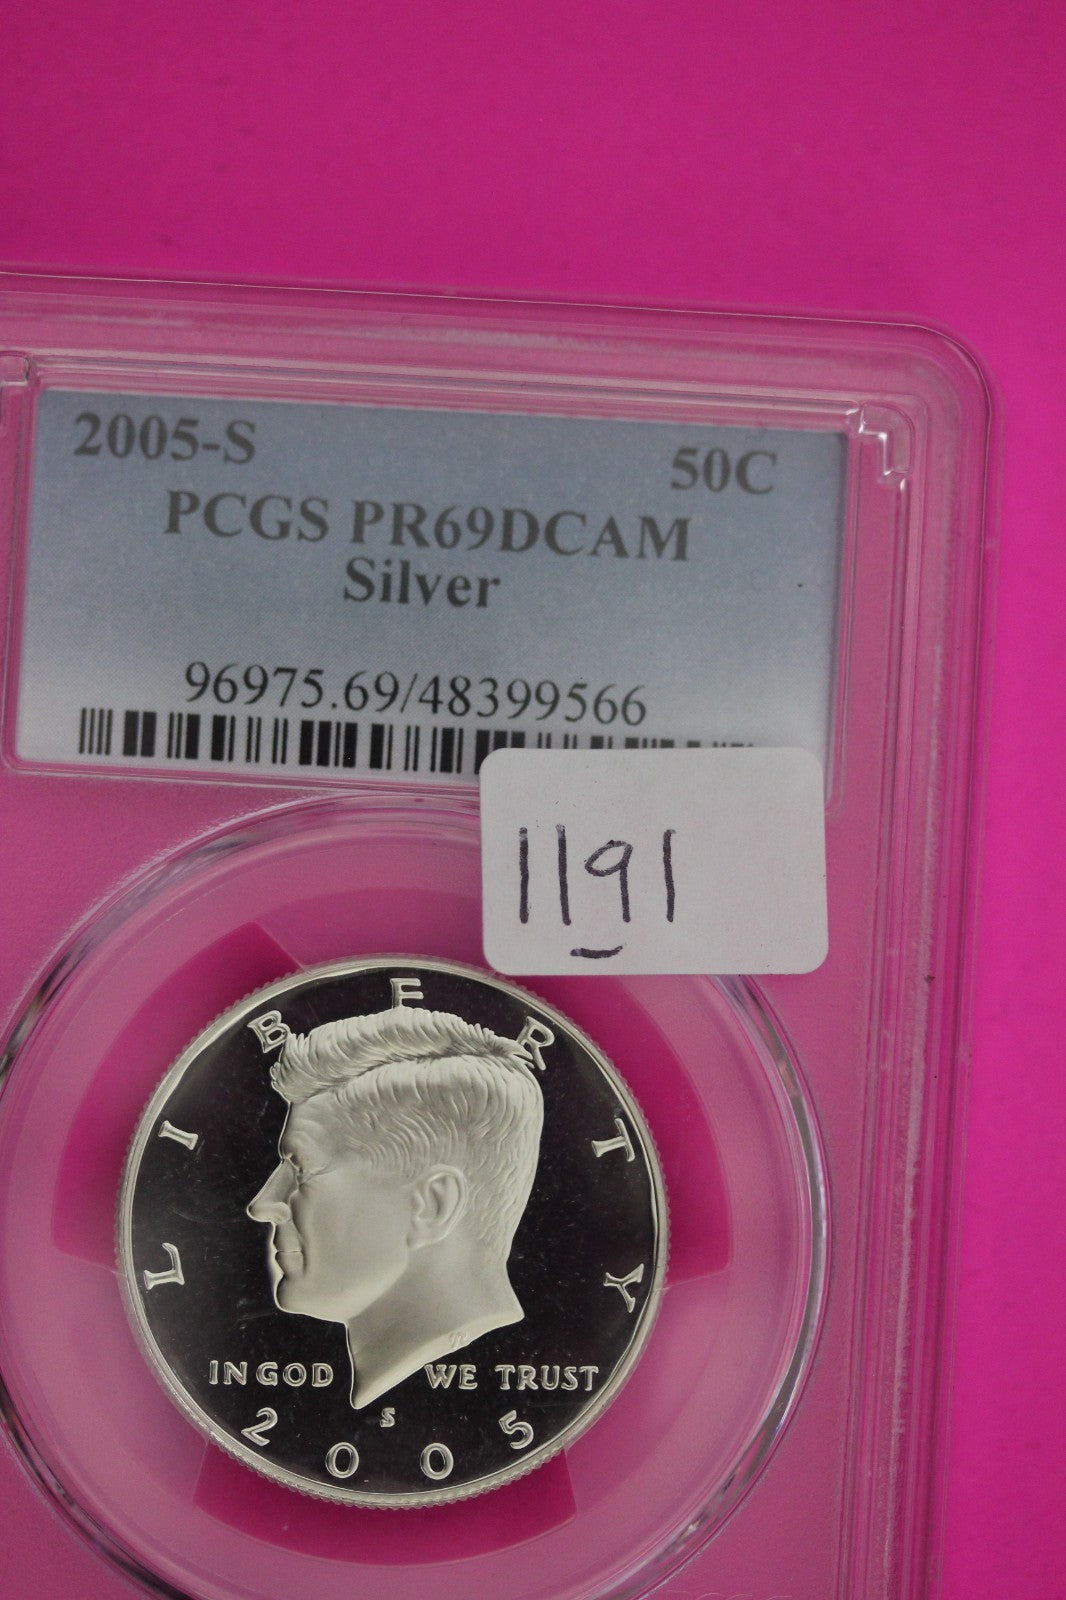 2005-S 50C
PCGS PR69DCAM
Silver
96975.69/48399566
1191
LIBERTY
IN GOD WE TRUST
S
2005